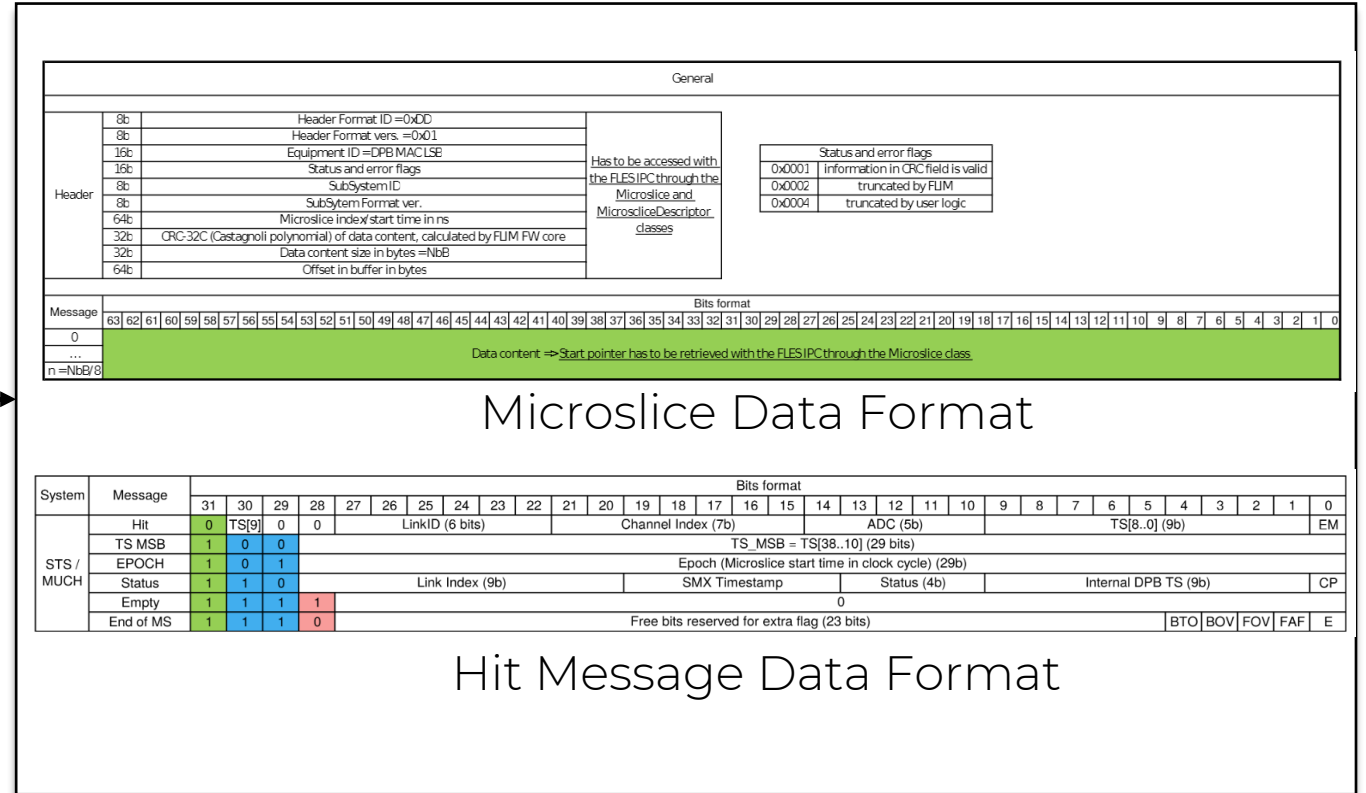 General
Header
8b Header Format ID =0xDD
8b Header Format vers. =0x01
16b Equipment ID =DPB MAC LSB
16b Status and error flags
8b SubSystem ID
8b SubSytem Format ver.
64b Microslice index/start time in ns
32b CRC-32C (Castagnoli polynomial) of data content, calculated by FLIM FW core
32b Data content size in bytes =NbB
64b Offset in buffer in bytes
Has to be accessed with
the FLES IPC through the
Microslice and
MicroscliceDescriptor
classes
Status and error flags
0x0001 information in CRC field is valid
0x0002 truncated by FLIM
0x0004 truncated by user logic
Message Bits format
63 62 61 60 59 58 57 56 55 54 53 52 51 50 49 48 47 46 45 44 43 42 41 40 39 38 37 36 35 34 33 32 31 30 29 28 27 26 25 24 23 22 21 20 19 18 17 16 15 14 13 12 11 10 9 8 7 6 5 4 3 2 1 0
0
...
n =NbB/8
Data content => Start pointer has to be retrieved with the FLES IPC through the Microslice class
Microslice Data Format
System Message Bits format
31 30 29 28 27 26 25 24 23 22 21 20 19 18 17 16 15 14 13 12 11 10 9 8 7 6 5 4 3 2 1 0
STS /
MUCH
Hit 0 TS[9] 0 0 LinkID (6 bits) Channel Index (7b) ADC (5b) TS[8..0] (9b) EM
TS MSB 1 0 0 TS_MSB = TS[38..10] (29 bits)
EPOCH 1 0 1 Epoch (Microslice start time in clock cycle) (29b)
Status 1 1 0 Link Index (9b) SMX Timestamp Status (4b) Internal DPB TS (9b) CP
Empty 1 1 1 1 0
End of MS 1 1 1 0 Free bits reserved for extra flag (23 bits) BTO BOV FOV FAF E
Hit Message Data Format